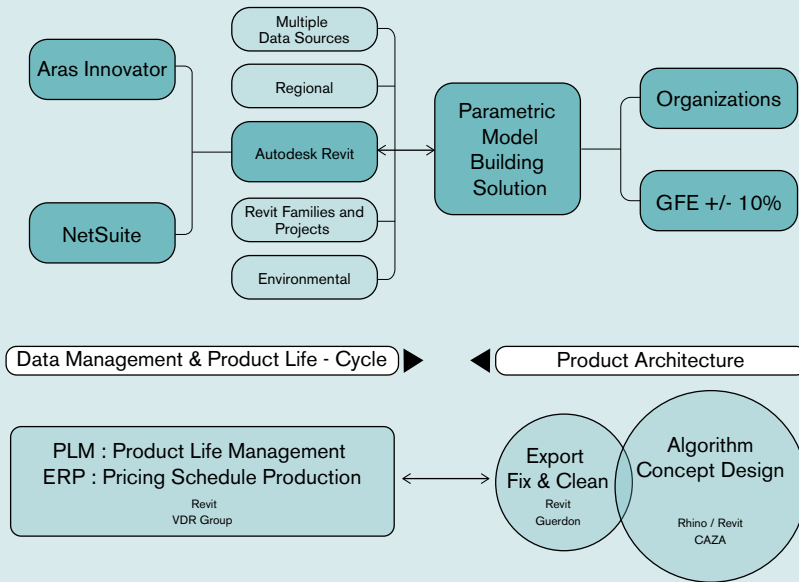 Aras Innovator
NetSuite
Multiple
Data Sources
Regional
Autodesk Revit
Revit Families and
Projects
Environmental
Parametric
Model
Building
Solution
Organizations
GFE +/- 10%
Data Management & Product Life - Cycle
Product Architecture
PLM : Product Life Management
ERP : Pricing Schedule Production
Revit
VDR Group
Export
Fix & Clean
Revit
Guerdon
Algorithm
Concept Design
Rhino / Revit
CAZA